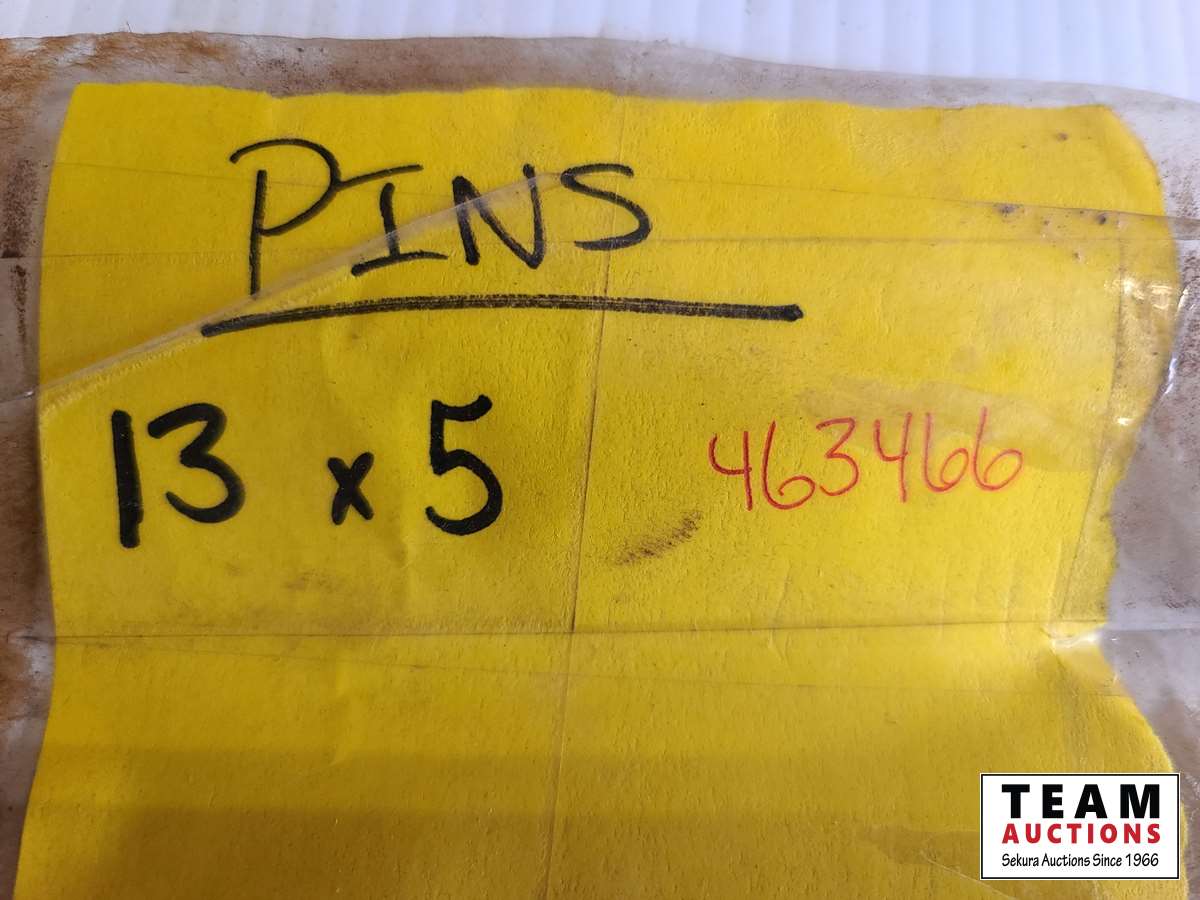 PINS
13 x 5 463466
TEAM
AUCTIONS
Sekura Auctions Since 1966